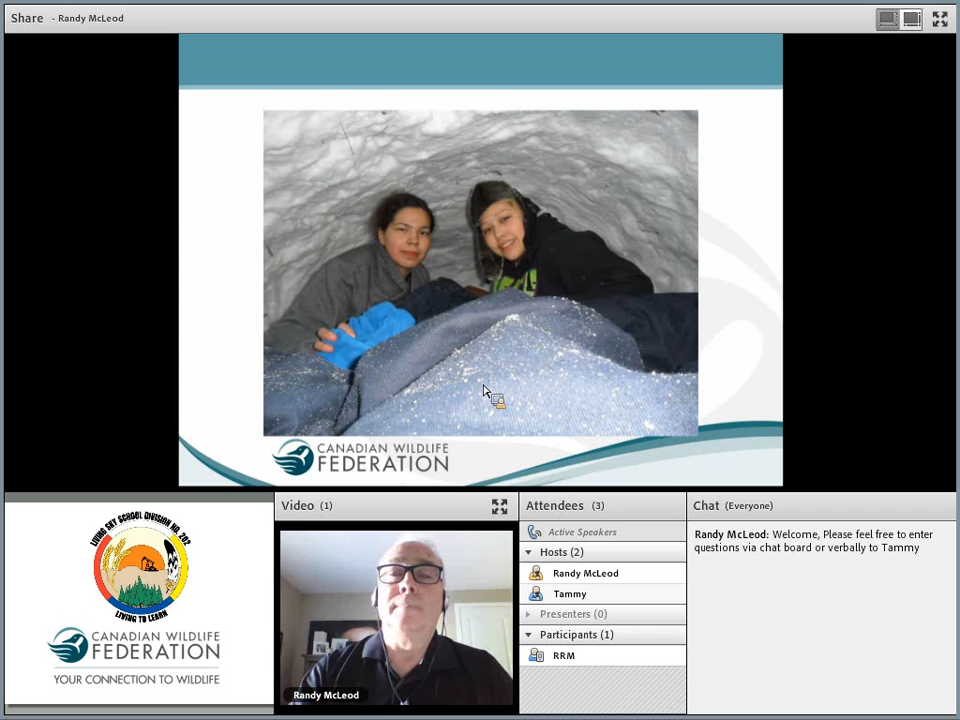 Share - Randy McLeod
CANADIAN WILDLIFE
FEDERATION
LIVING SKY SCHOOL DIVISION NO. 202
LIVING TO LEARN
CANADIAN WILDLIFE
FEDERATION
YOUR CONNECTION TO WILDLIFE
Video (1)
Randy McLeod
Attendees (3)
Active Speakers
Hosts (2)
Randy McLeod
Tammy
Presenters (0)
Participants (1)
RRM
Chat (Everyone)
Randy McLeod: Welcome, Please feel free to enter
questions via chat board or verbally to Tammy